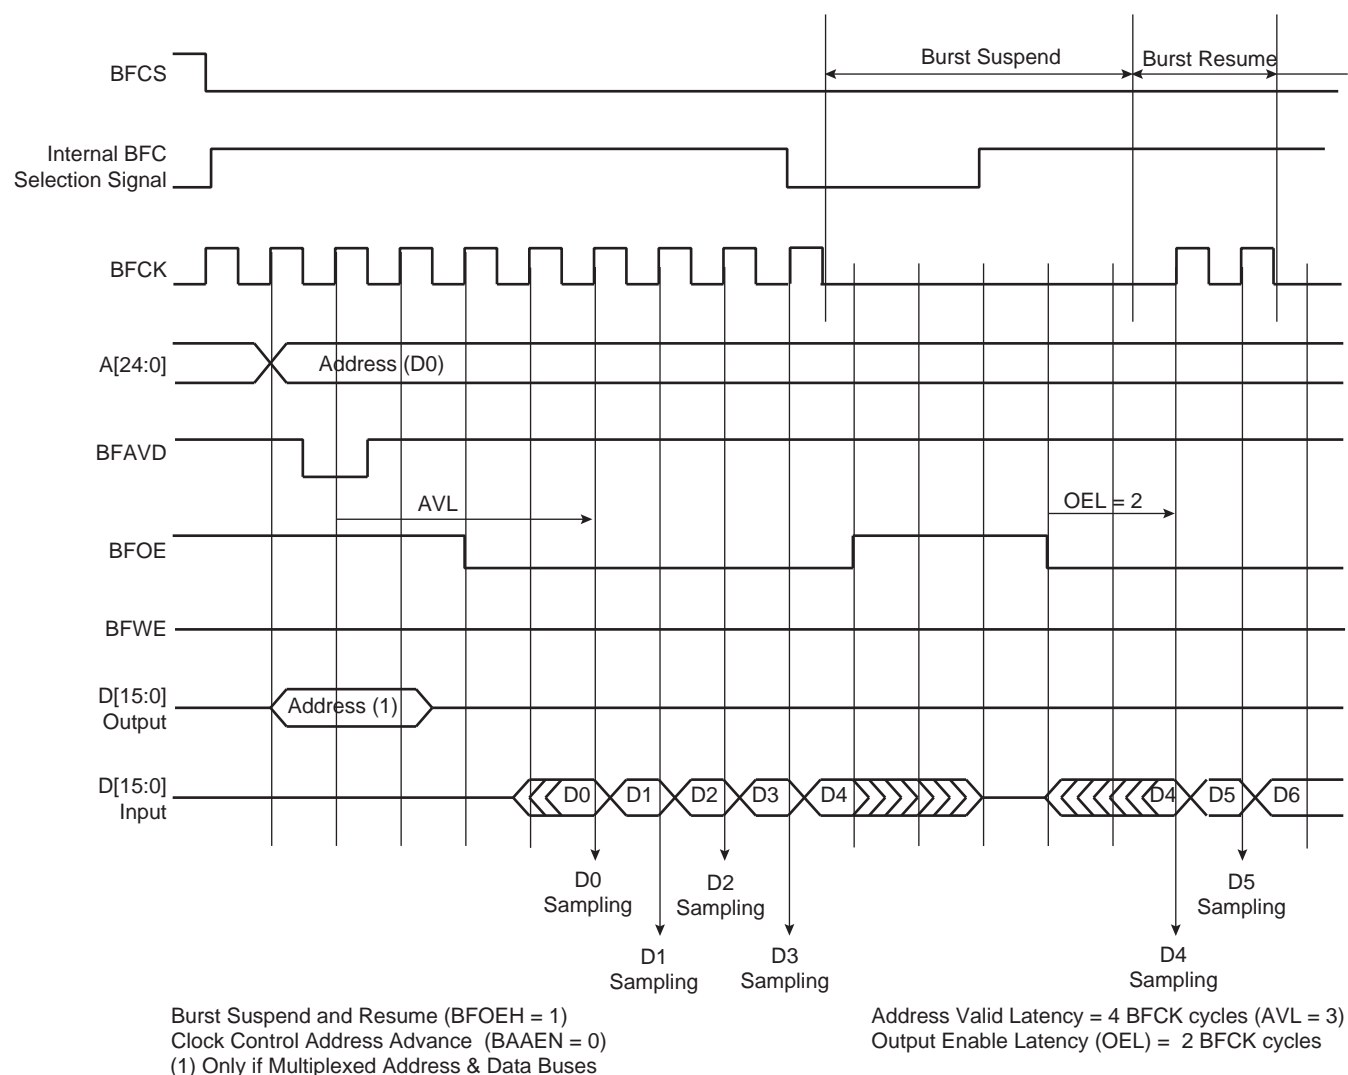 Burst Suspend
Burst Resume
BFCS
Internal BFC
Selection Signal
BFCK
A[24:0]
Address (D0)
BFAVD
AVL
OEL = 2
BFOE
BFWE
D[15:0]
Output
Address (1)
D[15:0]
Input
D0
D1
D2
D3
D4
D4
D5
D6
D0
Sampling
D2
Sampling
D5
Sampling
D1
Sampling
D3
Sampling
D4
Sampling
Burst Suspend and Resume (BFOEH = 1)
Clock Control Address Advance (BAAEN = 0)
(1) Only if Multiplexed Address & Data Buses
Address Valid Latency = 4 BFCK cycles (AVL = 3)
Output Enable Latency (OEL) = 2 BFCK cycles